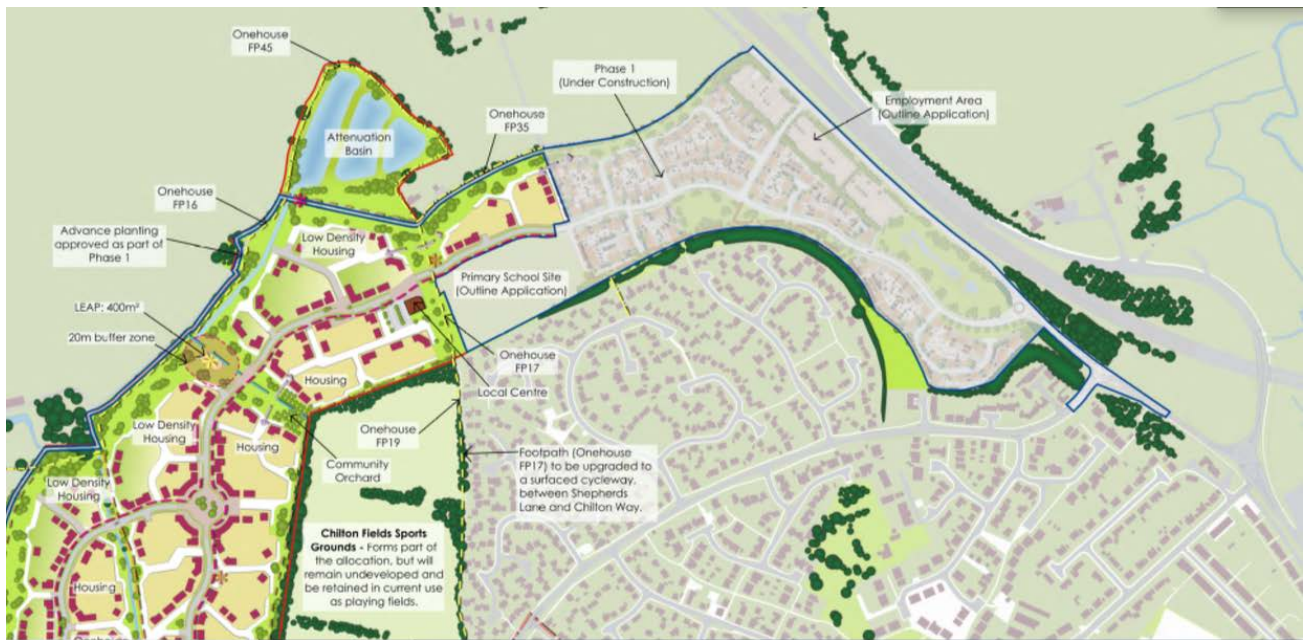 Onehouse
FP45
Attenuation
Basin
Onehouse
FP35
Phase 1
(Under Construction)
Employment Area
(Outline Application)
Onehouse
FP16
Advance planting
approved as part of
Phase 1
Low Density
Housing
Primary School Site
(Outline Application)
LEAP: 400m²
20m buffer zone
Onehouse
FP17
Local Centre
Housing
Low Density
Housing
Housing
Onehouse
FP19
Community
Orchard
Footpath (Onehouse
FP17) to be upgraded to
a surfaced cycleway,
between Shepherds
Lane and Chilton Way.
Low Density
Housing
Chilton Fields Sports
Grounds - Forms part of
the allocation, but will
remain undeveloped and
be retained in current use
as playing fields.
Housing